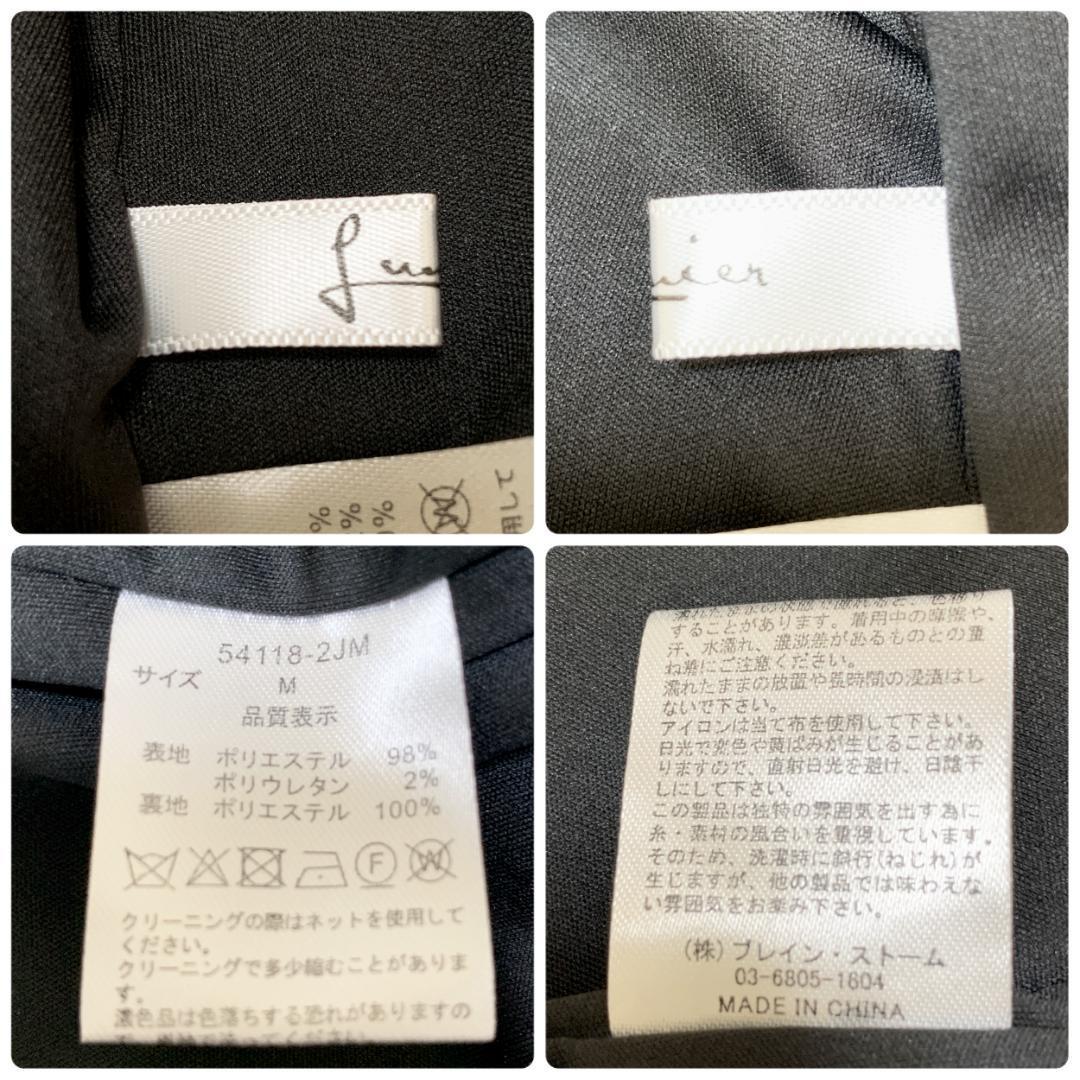 Lu
ier
%
%
%
54118-2JM
サイズ M
品質表示
表地 ポリエステル 98%
ポリウレタン 2%
裏地 ポリエステル 100%
F W
クリーニングの際はネットを使用して
ください。
クリーニングで多少縮むことがありま
す。
濃色品は色落ちする恐れがありますの
することがあります。着用中の摩擦や、
汗、水濡れ、濃淡差があるものとの重
ね着にご注意ください。
濡れたままの放置や長時間の浸漬はし
ないで下さい。
アイロンは当て布を使用して下さい。
日光で変色や黄ばみが生じることがあ
りますので、直射日光を避け、日陰干
しにして下さい。
この製品は独特の雰囲気を出す為に
糸・素材の風合いを重視しています。
そのため、洗濯時に斜行(ねじれ)が
生じますが、他の製品では味わえな
い雰囲気をお楽み下さい。
(株)ブレイン・ストーム
03-6805-1604
MADE IN CHINA